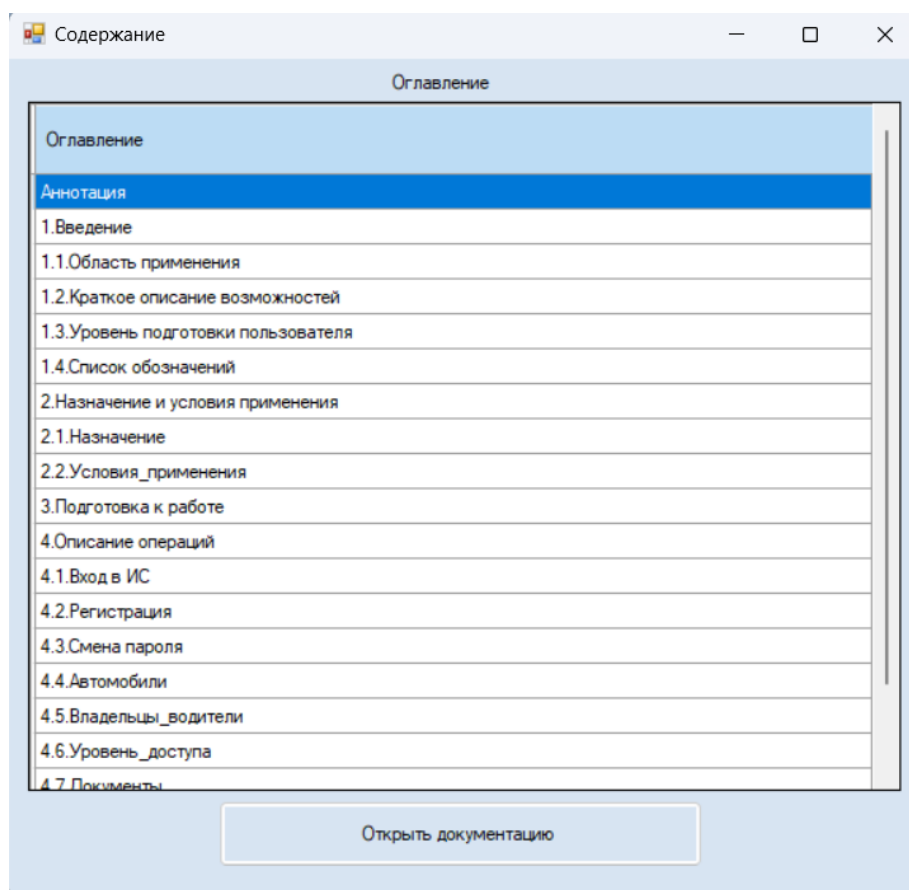 Содержание
Оглавление
Оглавление
Аннотация
1.Введение
1.1.Область применения
1.2.Краткое описание возможностей
1.3.Уровень подготовки пользователя
1.4.Список обозначений
2.Назначение и условия применения
2.1.Назначение
2.2.Условия_применения
3.Подготовка к работе
4.Описание операций
4.1.Вход в ИС
4.2.Регистрация
4.3.Смена пароля
4.4.Автомобили
4.5.Владельцы_водители
4.6.Уровень_доступа
4.7.Документы
Открыть документацию